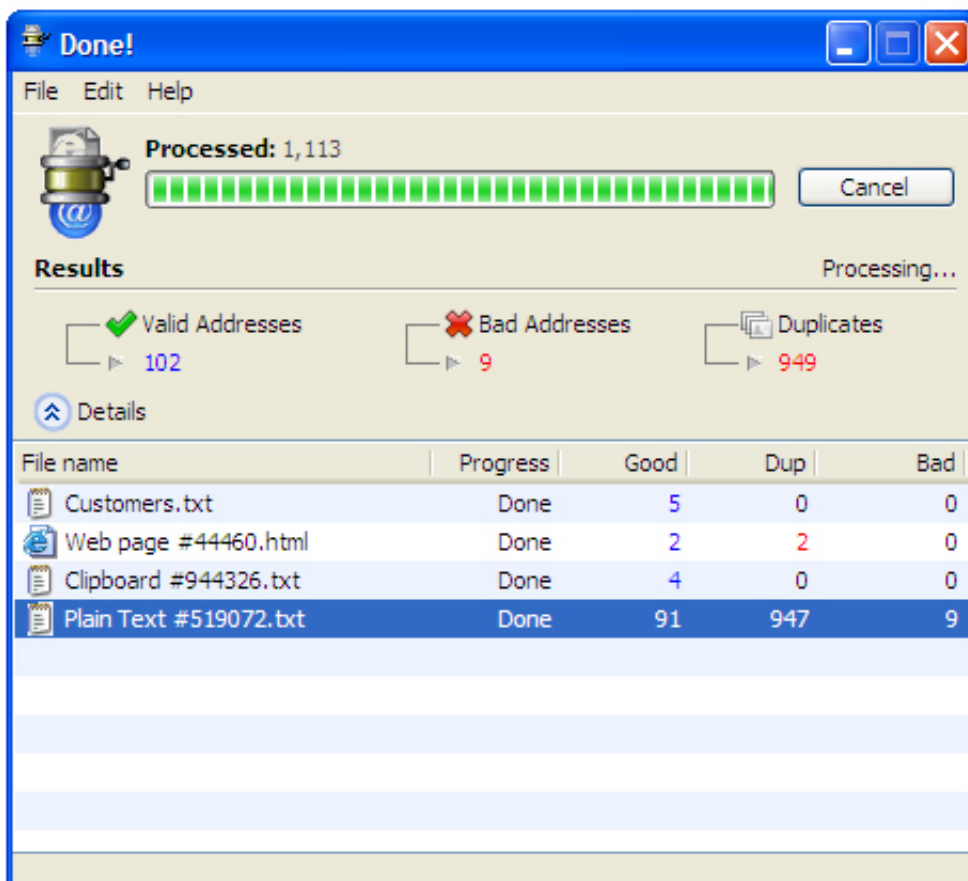 Done!
File Edit Help
Processed: 1,113
Cancel
Results Processing...
Valid Addresses Bad Addresses Duplicates
102 9 949
Details
File name Progress Good Dup Bad
Customers.txt Done 5 0 0
Web page #44460.html Done 2 2 0
Clipboard #944326.txt Done 4 0 0
Plain Text #519072.txt Done 91 947 9